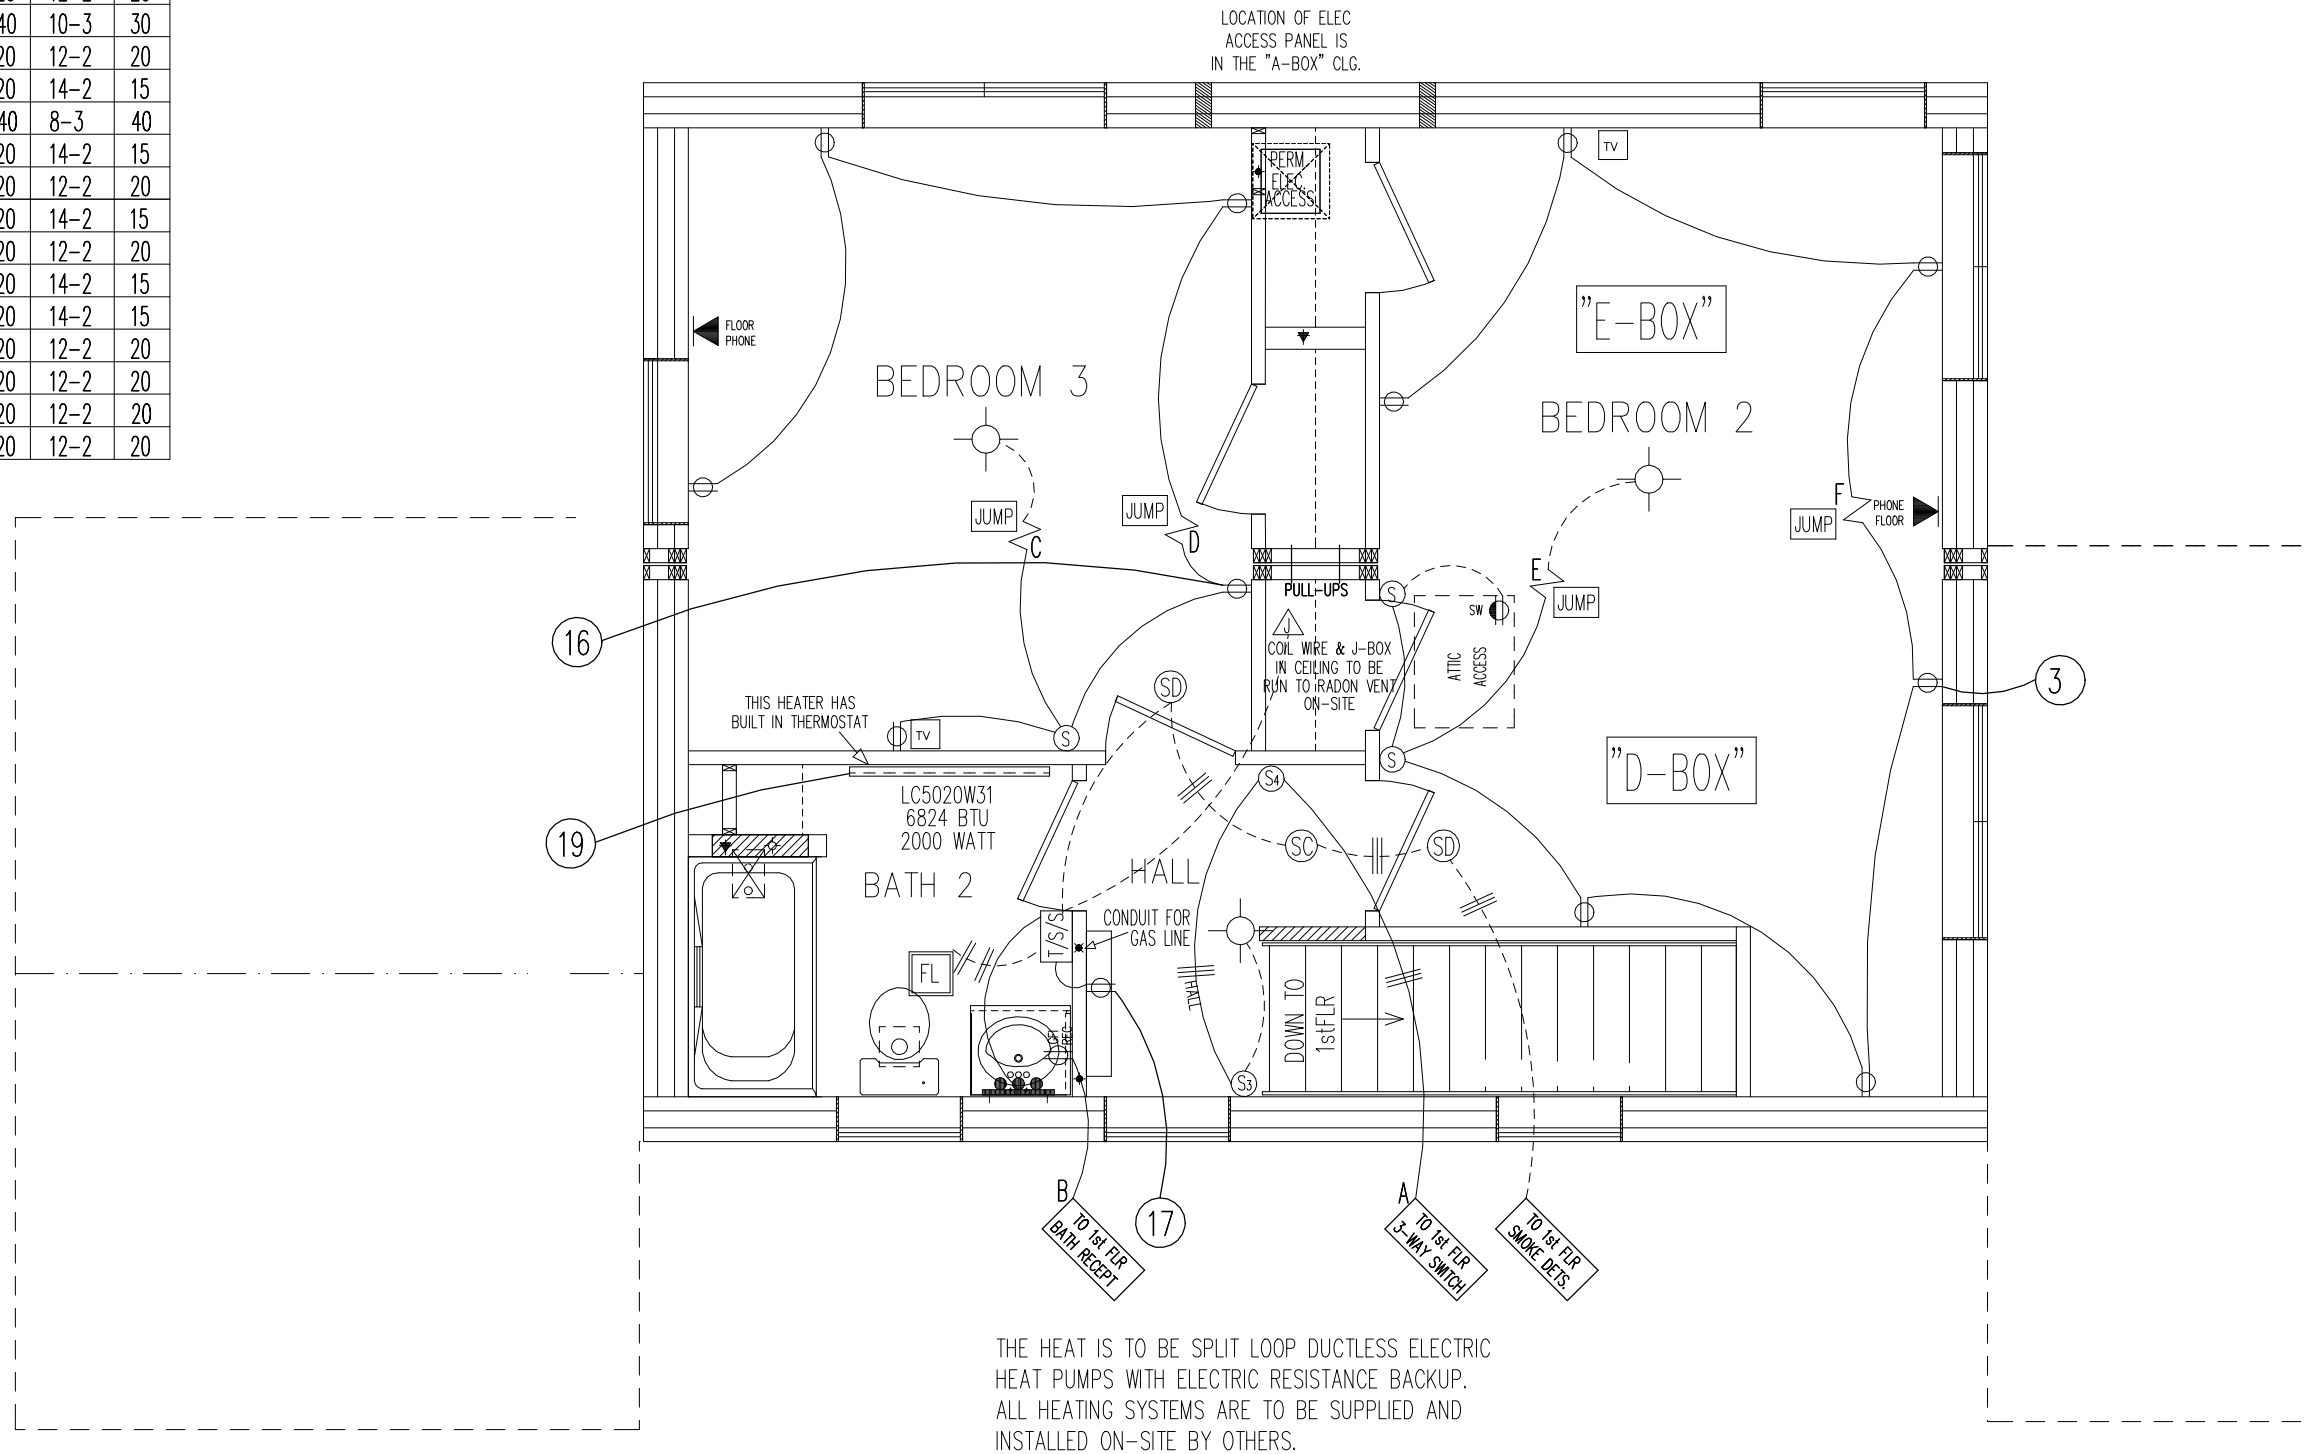 LOCATION OF ELEC
ACCESS PANEL IS
IN THE "A-BOX" CLG.
40 10-3 30
20 12-2 20
20 14-2 15
40 8-3 40
20 14-2 15
20 12-2 20
20 14-2 15
20 12-2 20
20 14-2 15
20 14-2 15
20 12-2 20
20 12-2 20
20 12-2 20
20 12-2 20
PERM
ELEC
ACCESS
TV
FLOOR
PHONE
"E-BOX"
BEDROOM 3
BEDROOM 2
JUMP
C
JUMP
D
E
JUMP
F
JUMP
PHONE
FLOOR
PULL-UPS
S
SW
J
COIL WIRE & J-BOX
IN CEILING TO BE
RUN TO RADON VENT
ON-SITE
ATTIC
ACCESS
16
3
SD
THIS HEATER HAS
BUILT IN THERMOSTAT
TV
S
S
"D-BOX"
S4
LC5020W31
6824 BTU
2000 WATT
19
SC
SD
HALL
BATH 2
CONDUIT FOR
GAS LINE
T/S/S
FL
HALL
DOWN TO
1stFLR
GFI
REC
S3
B
TO 1st FLR
BATH RECEPT
17
A
TO 1st FLR
3-WAY SWITCH
TO 1st FLR
SMOKE DETS.
THE HEAT IS TO BE SPLIT LOOP DUCTLESS ELECTRIC
HEAT PUMPS WITH ELECTRIC RESISTANCE BACKUP.
ALL HEATING SYSTEMS ARE TO BE SUPPLIED AND
INSTALLED ON-SITE BY OTHERS.